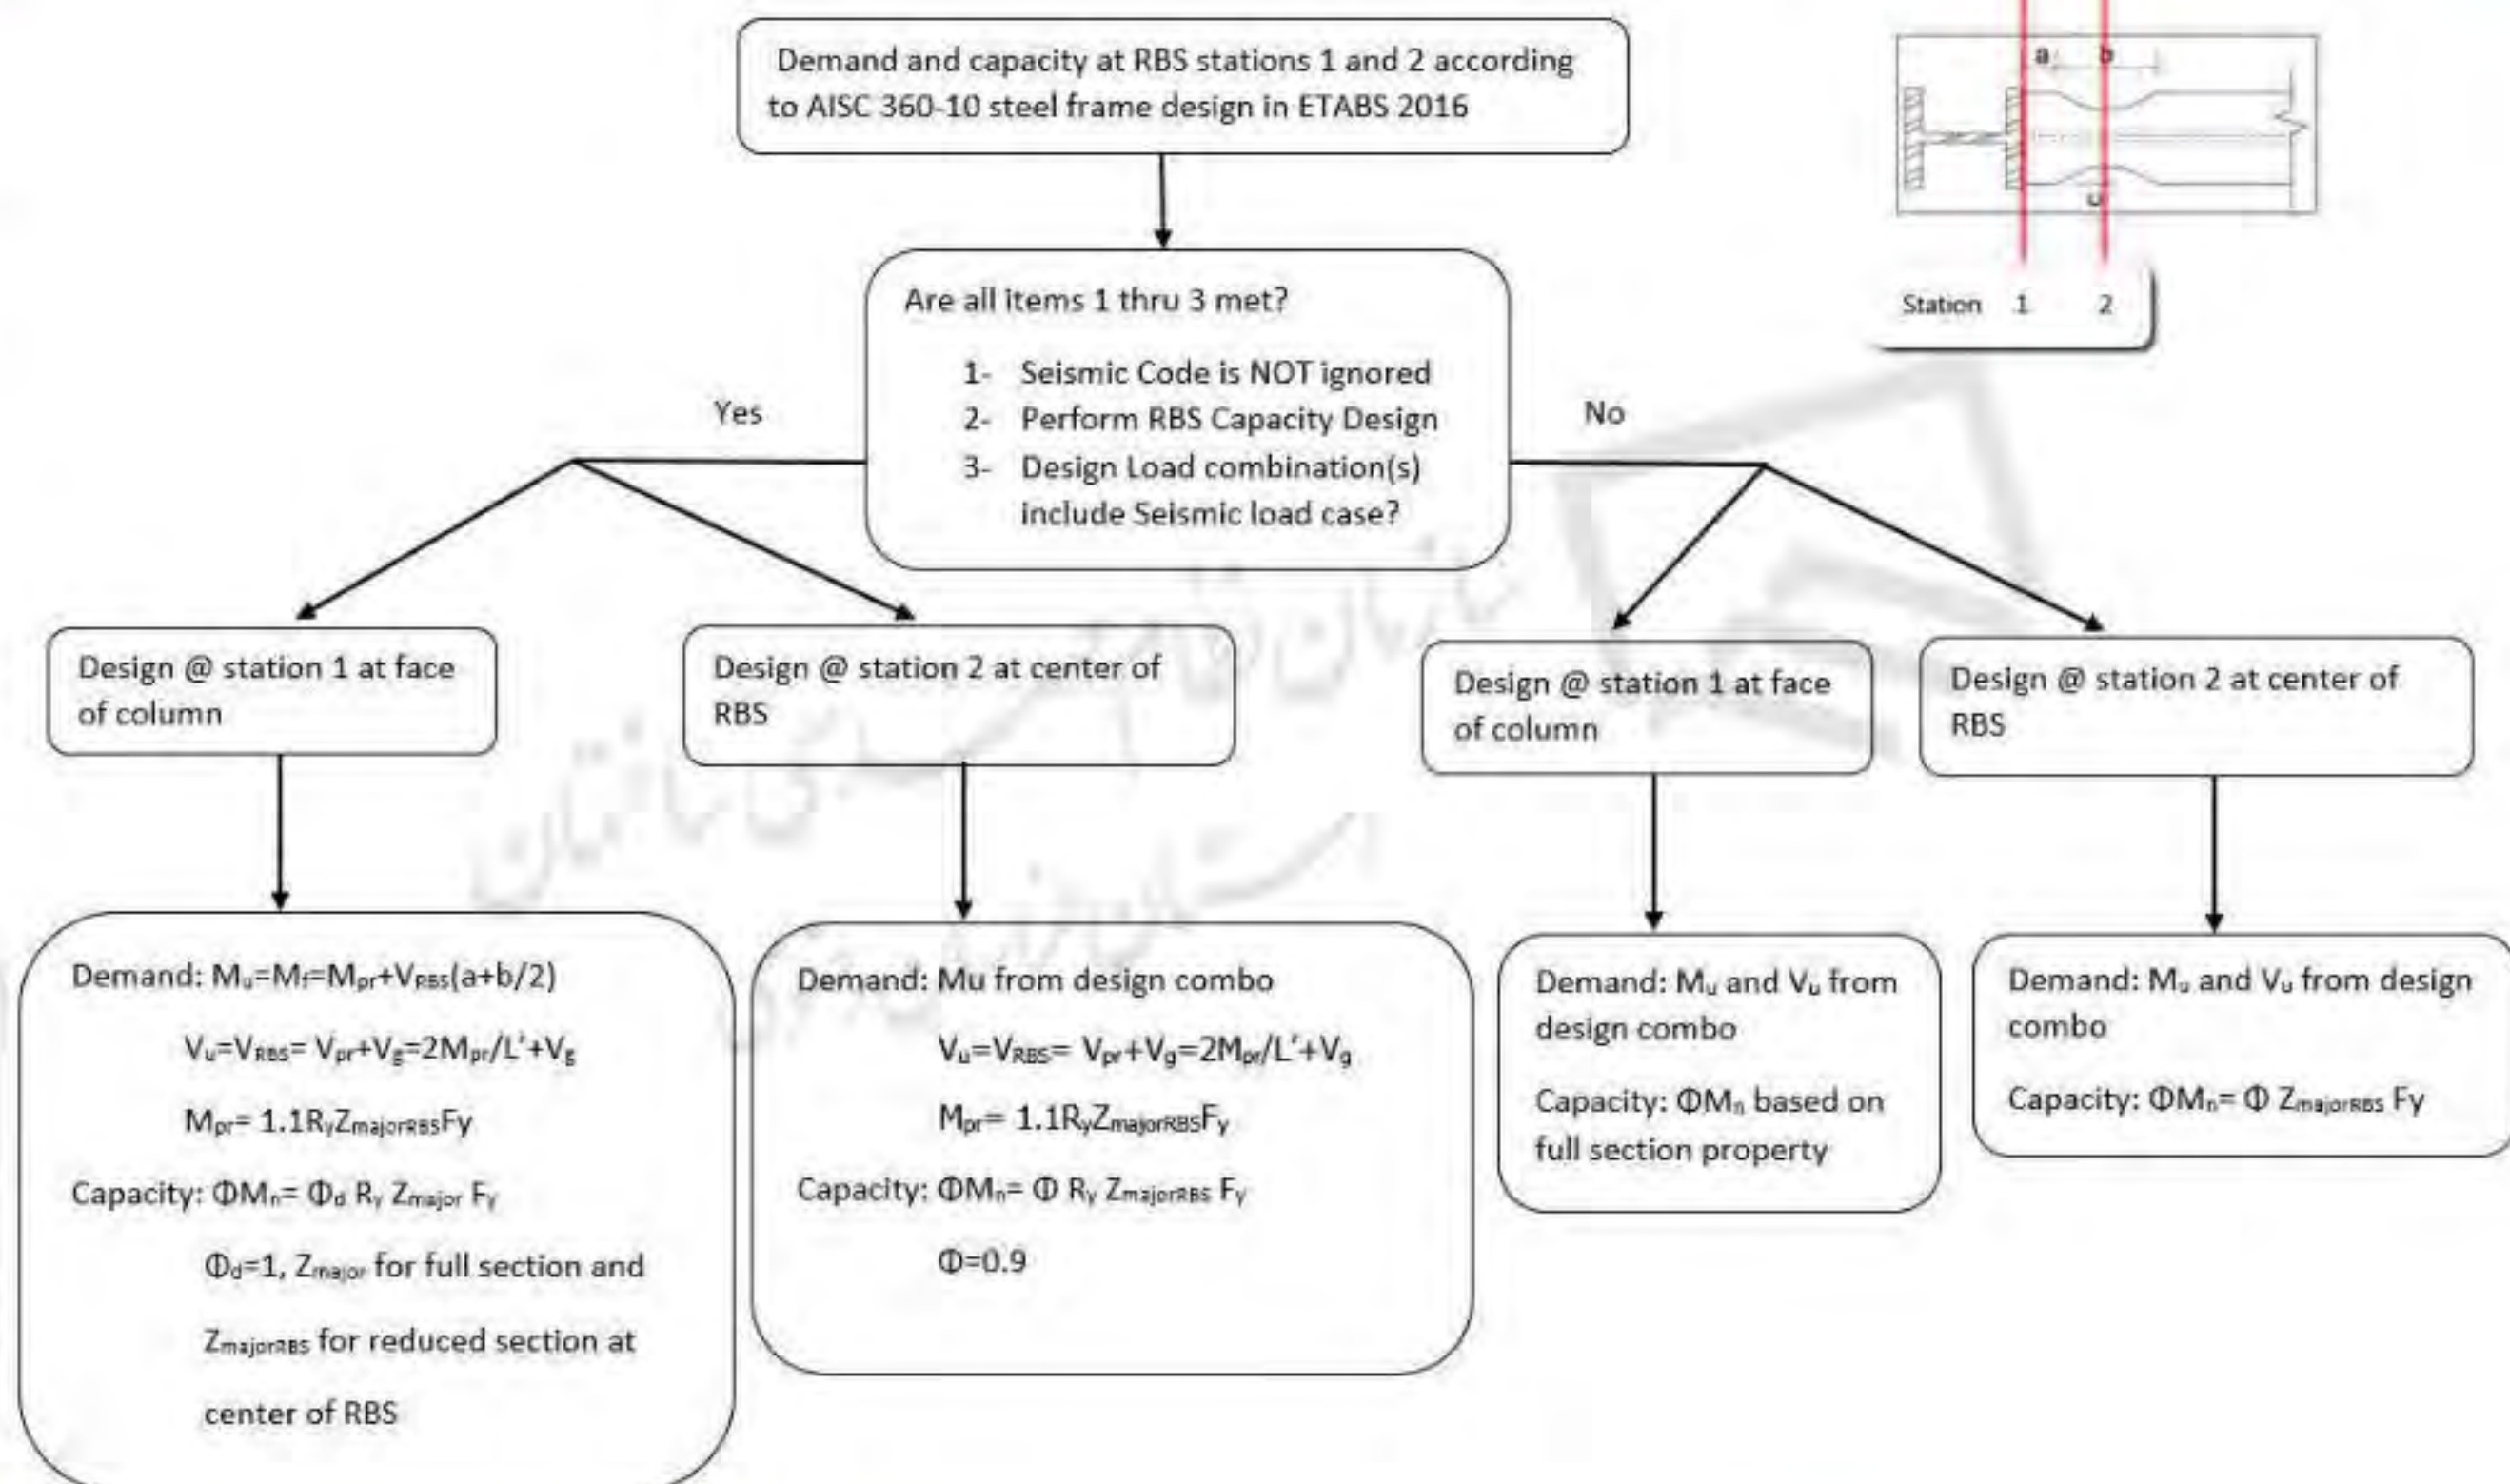 Demand and capacity at RBS stations 1 and 2 according
to AISC 360-10 steel frame design in ETABS 2016
a
b
c
Station 1 2
Are all items 1 thru 3 met?
1- Seismic Code is NOT ignored
2- Perform RBS Capacity Design
3- Design Load combination(s)
include Seismic load case?
Yes
No
Design @ station 1 at face
of column
Design @ station 2 at center of
RBS
Design @ station 1 at face
of column
Design @ station 2 at center of
RBS
Demand: Mu=Mf=Mpr+VRBS(a+b/2)
Vu=VRBS= Vpr+Vg=2Mpr/L'+Vg
Mpr= 1.1RyZmajorRBSFy
Capacity: ΦMn= Φd Ry Zmajor Fy
Φd=1, Zmajor for full section and
ZmajorRBS for reduced section at
center of RBS
Demand: Mu from design combo
Vu=VRBS= Vpr+Vg=2Mpr/L'+Vg
Mpr= 1.1RyZmajorRBSFy
Capacity: ΦMn= Φ Ry ZmajorRBS Fy
Φ=0.9
Demand: Mu and Vu from
design combo
Capacity: ΦMn based on
full section property
Demand: Mu and Vu from design
combo
Capacity: ΦMn= Φ ZmajorRBS Fy